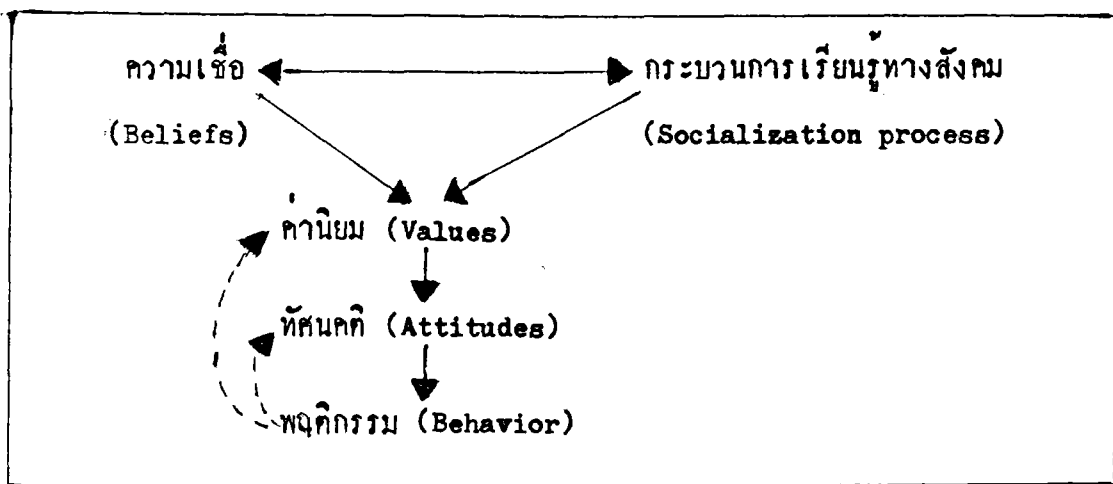 ความเชื่อ กระบวนการเรียนรู้ทางสังคม
(Beliefs) (Socialization process)
ค่านิยม (Values)
ทัศนคติ (Attitudes)
พฤติกรรม (Behavior)